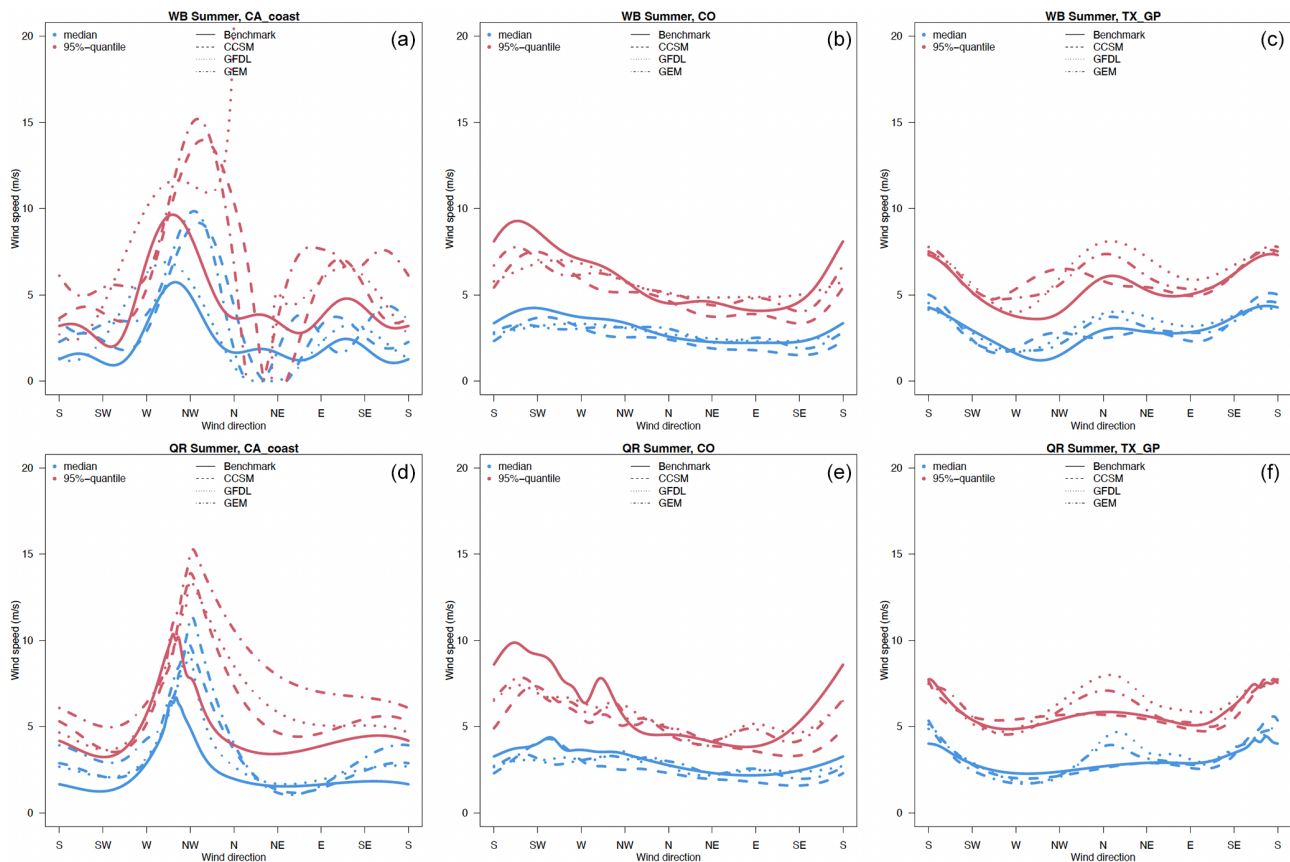 WB Summer, CA_coast
median
95%-quantile
Benchmark
CCSM
GFDL
GEM
(a)
Wind speed (m/s)
20
15
10
5
0
S SW W NW N NE E SE S
Wind direction
WB Summer, CO
median
95%-quantile
Benchmark
CCSM
GFDL
GEM
(b)
Wind speed (m/s)
20
15
10
5
0
S SW W NW N NE E SE S
Wind direction
WB Summer, TX_GP
median
95%-quantile
Benchmark
CCSM
GFDL
GEM
(c)
Wind speed (m/s)
20
15
10
5
0
S SW W NW N NE E SE S
Wind direction
QR Summer, CA_coast
median
95%-quantile
Benchmark
CCSM
GFDL
GEM
(d)
Wind speed (m/s)
20
15
10
5
0
S SW W NW N NE E SE S
Wind direction
QR Summer, CO
median
95%-quantile
Benchmark
CCSM
GFDL
GEM
(e)
Wind speed (m/s)
20
15
10
5
0
S SW W NW N NE E SE S
Wind direction
QR Summer, TX_GP
median
95%-quantile
Benchmark
CCSM
GFDL
GEM
(f)
Wind speed (m/s)
20
15
10
5
0
S SW W NW N NE E SE S
Wind direction